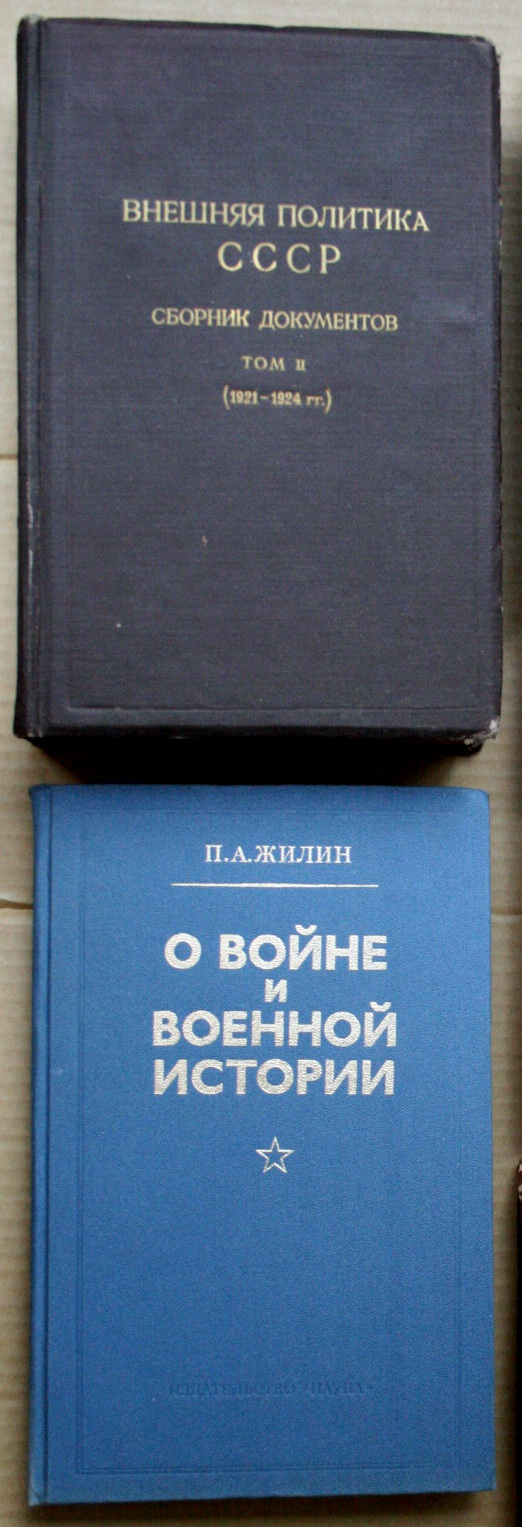 ВНЕШНЯЯ ПОЛИТИКА
СССР
СБОРНИК ДОКУМЕНТОВ
ТОМ II
(1921-1924 гг.)
П.А.ЖИЛИН
О ВОЙНЕ
И
ВОЕННОЙ
ИСТОРИИ
ИЗДАТЕЛЬСТВО «НАУКА»